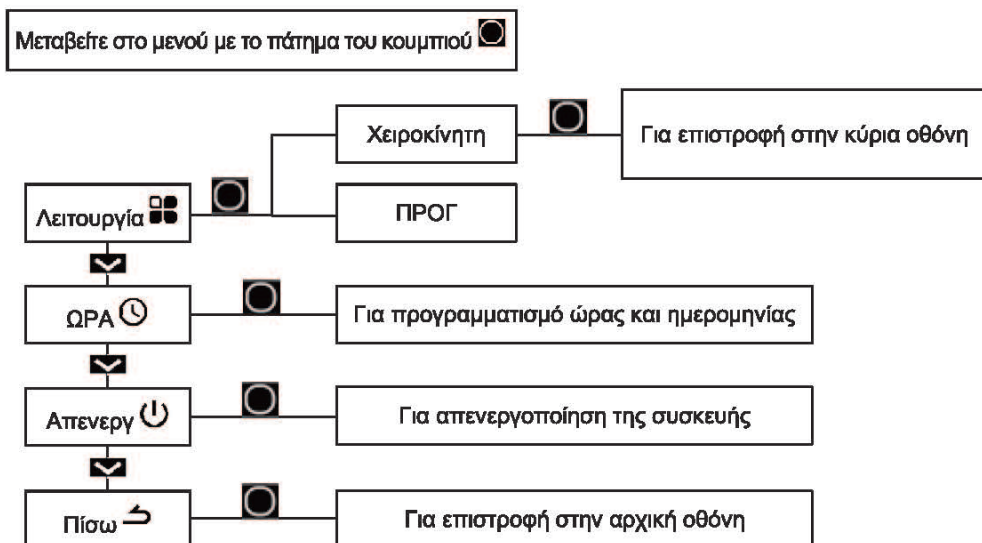 Μεταβείτε στο μενού με το πάτημα του κουμπιού
Χειροκίνητη
Για επιστροφή στην κύρια οθόνη
Λειτουργία
ΠΡΟΓ
ΩΡΑ
Για προγραμματισμό ώρας και ημερομηνίας
Απενεργ
Για απενεργοποίηση της συσκευής
Πίσω
Για επιστροφή στην αρχική οθόνη